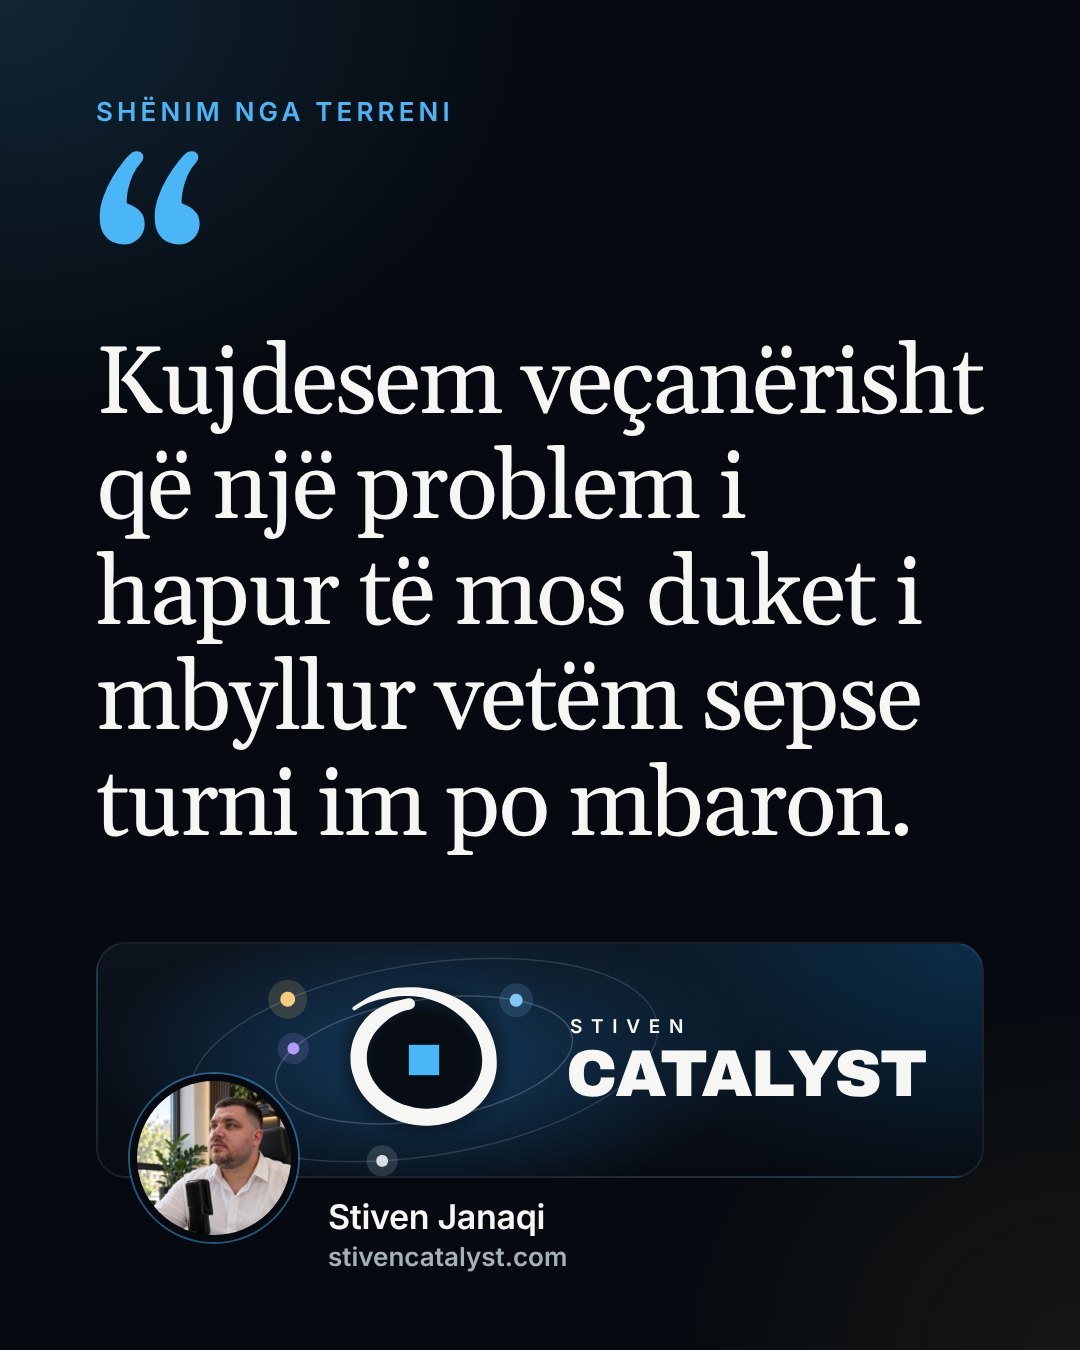 SHËNIM NGA TERRENI
“
Kujdesem veçanërisht
që një problem i
hapur të mos duket i
mbyllur vetëm sepse
turni im po mbaron.
STIVEN
CATALYST
Stiven Janaqi
stivencatalyst.com